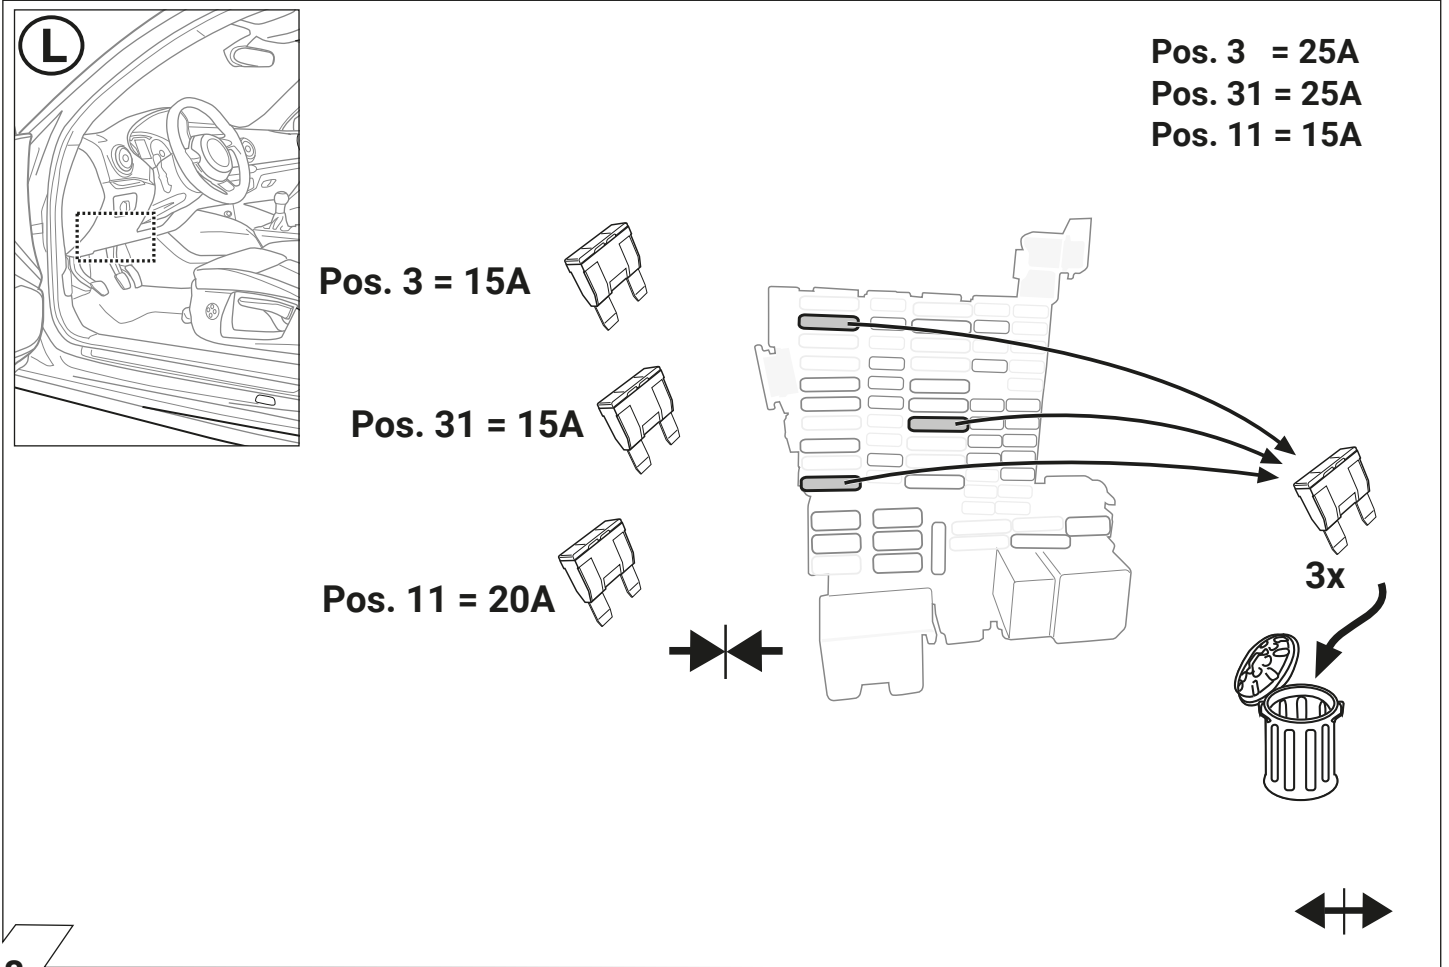 L
Pos. 3 = 25A
Pos. 31 = 25A
Pos. 11 = 15A
Pos. 3 = 15A
Pos. 31 = 15A
Pos. 11 = 20A
3x